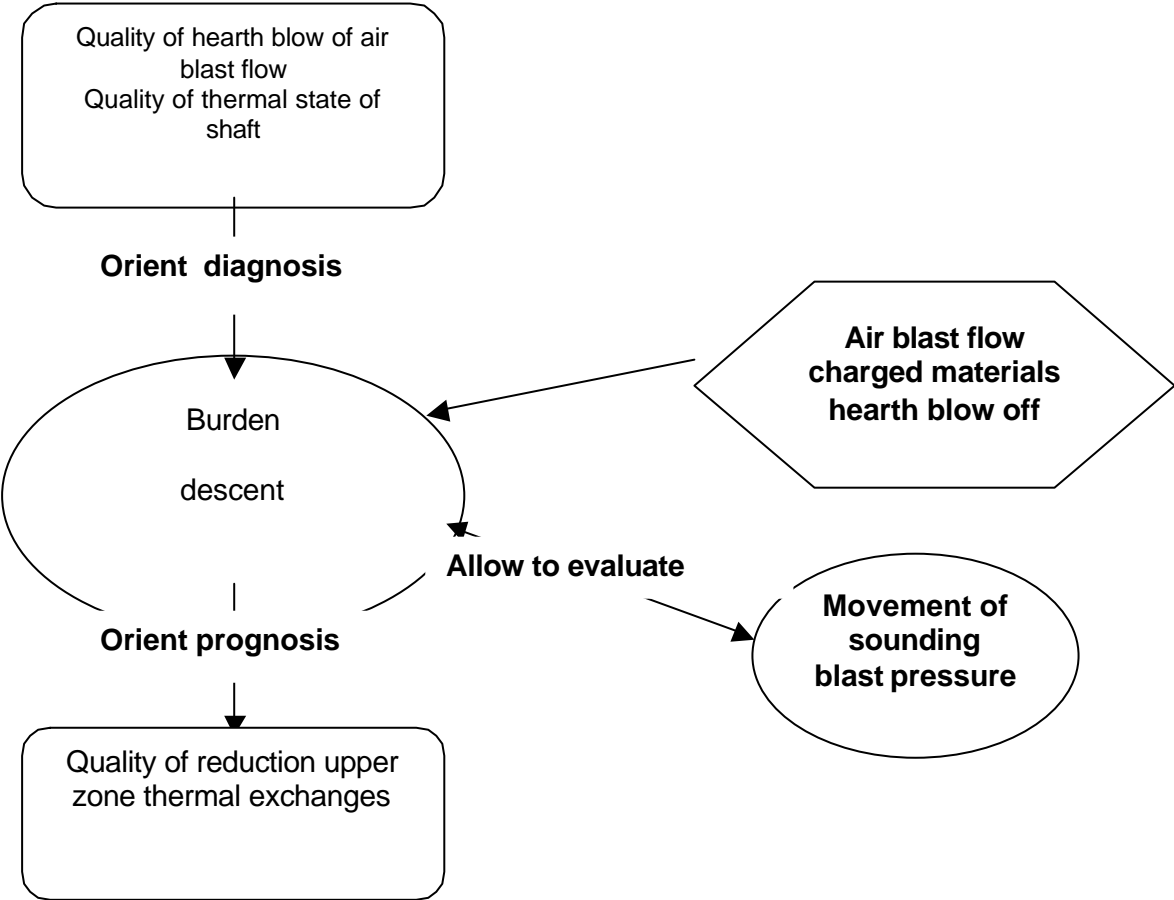 Quality of hearth blow of air
blast flow
Quality of thermal state of
shaft
Orient diagnosis
Air blast flow
charged materials
hearth blow off
Burden
descent
Allow to evaluate
Movement of
sounding
blast pressure
Orient prognosis
Quality of reduction upper
zone thermal exchanges